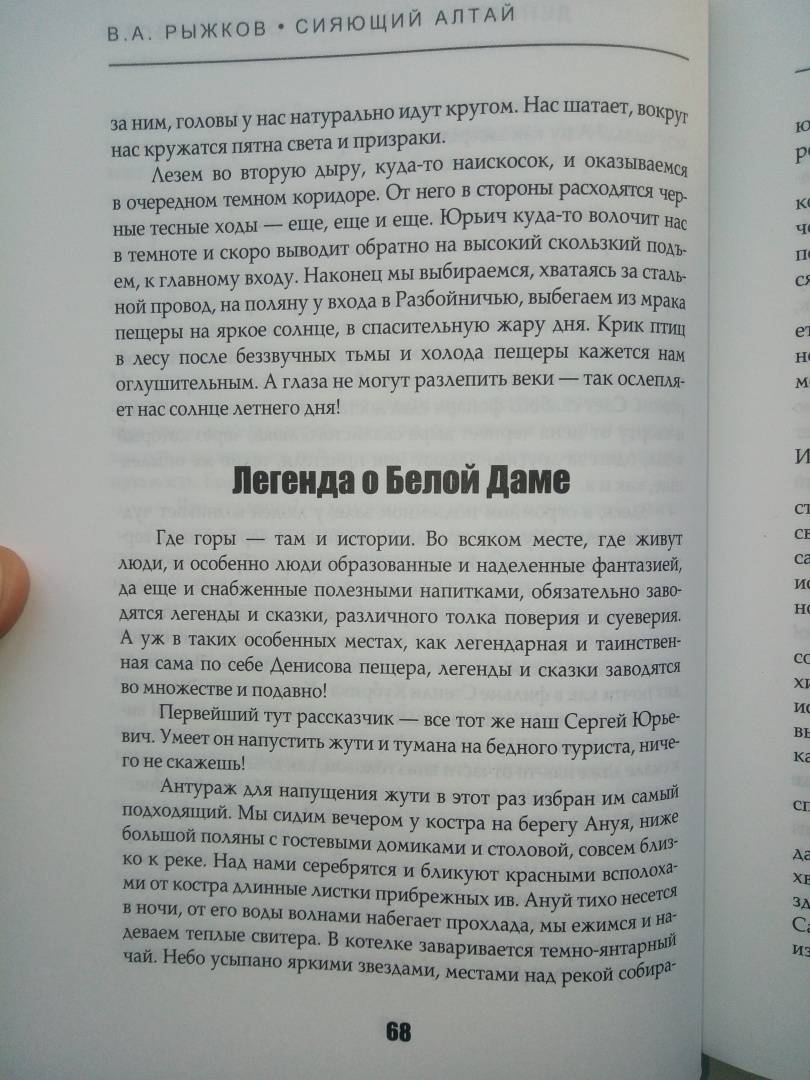 В.А. РЫЖКОВ • СИЯЮЩИЙ АЛТАЙ
за ним, головы у нас натурально идут кругом. Нас шатает, вокруг
нас кружатся пятна света и призраки.
Лезем во вторую дыру, куда-то наискосок, и оказываемся
в очередном темном коридоре. От него в стороны расходятся чер-
ные тесные ходы — еще, еще и еще. Юрьич куда-то волочит нас
в темноте и скоро выводит обратно на высокий скользкий подъ-
ем, к главному входу. Наконец мы выбираемся, хватаясь за сталь-
ной провод, на поляну у входа в Разбойничью, выбегаем из мрака
пещеры на яркое солнце, в спасительную жару дня. Крик птиц
в лесу после беззвучных тьмы и холода пещеры кажется нам
оглушительным. А глаза не могут разлепить веки — так ослепля-
ет нас солнце летнего дня!
Легенда о Белой Даме
Где горы — там и истории. Во всяком месте, где живут
люди, и особенно люди образованные и наделенные фантазией,
да еще и снабженные полезными напитками, обязательно заво-
дятся легенды и сказки, различного толка поверия и суеверия.
А уж в таких особенных местах, как легендарная и таинствен-
ная сама по себе Денисова пещера, легенды и сказки заводятся
во множестве и подавно!
Первейший тут рассказчик — все тот же наш Сергей Юрье-
вич. Умеет он напустить жути и тумана на бедного туриста, ниче-
го не скажешь!
Антураж для напущения жути в этот раз избран им самый
подходящий. Мы сидим вечером у костра на берегу Ануя, ниже
большой поляны с гостевыми домиками и столовой, совсем близ-
ко к реке. Над нами серебрятся и бликуют красными всполоха-
ми от костра длинные листки прибрежных ив. Ануй тихо несется
в ночи, от его воды волнами набегает прохлада, мы ежимся и на-
деваем теплые свитера. В котелке заваривается темно-янтарный
чай. Небо усыпано яркими звездами, местами над рекой собира-
68